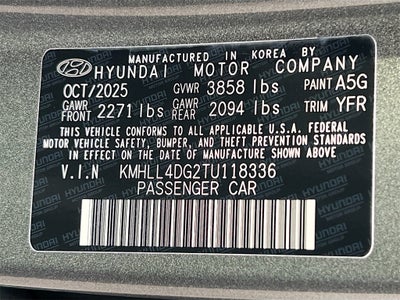 MANUFACTURED IN KOREA BY
HYUNDAI MOTOR COMPANY
OCT/2025 GVWR 3858 lbs PAINT A5G
GAWR FRONT 2271 lbs GAWR REAR 2094 lbs TRIM YFR
THIS VEHICLE CONFORMS TO ALL APPLICABLE U.S.A. FEDERAL
MOTOR VEHICLE SAFETY, BUMPER, AND THEFT PREVENTION STANDARDS
IN EFFECT ON THE DATE OF MANUFACTURE SHOWN ABOVE.
V.I.N KMHLL4DG2TU118336
PASSENGER CAR